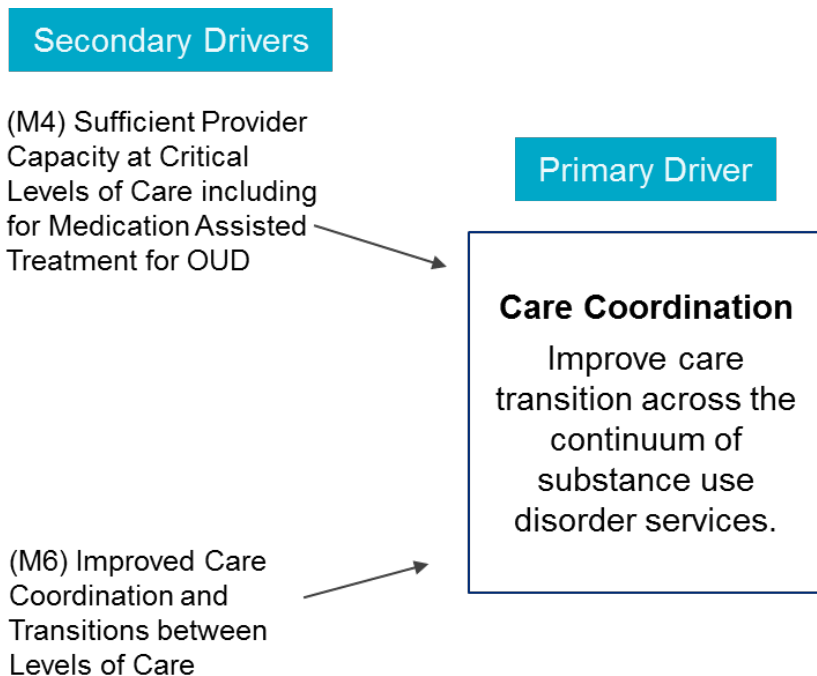 Secondary Drivers
(M4) Sufficient Provider
Capacity at Critical
Levels of Care including
for Medication Assisted
Treatment for OUD
Primary Driver
Care Coordination
Improve care
transition across the
continuum of
substance use
disorder services.
(M6) Improved Care
Coordination and
Transitions between
Levels of Care